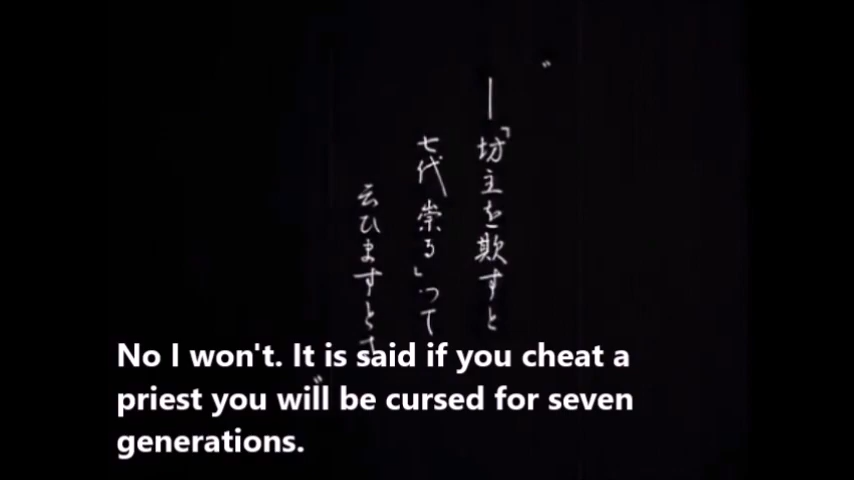 〝
―「坊主を欺すと
七代祟る」って
云ひますと
No I won't. It is said if you cheat a
priest you will be cursed for seven
generations.